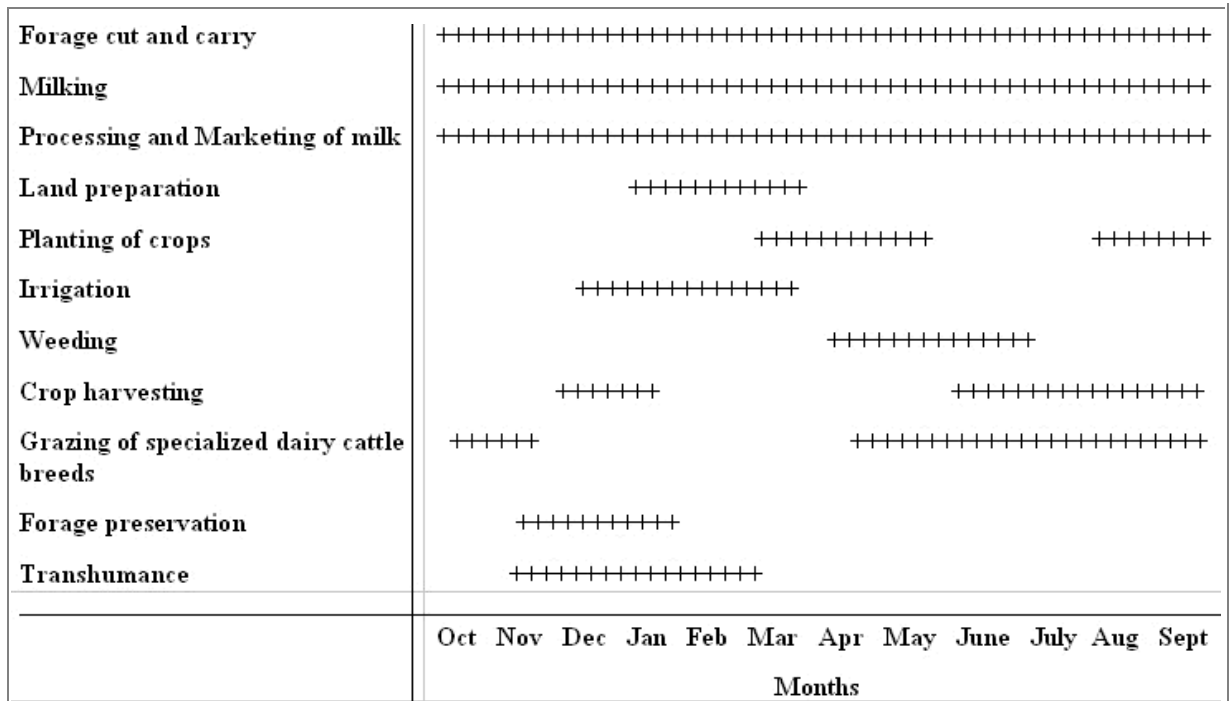 Forage cut and carry
Milking
Processing and Marketing of milk
Land preparation
Planting of crops
Irrigation
Weeding
Crop harvesting
Grazing of specialized dairy cattle
breeds
Forage preservation
Transhumance
Oct Nov Dec Jan Feb Mar Apr May June July Aug Sept
Months